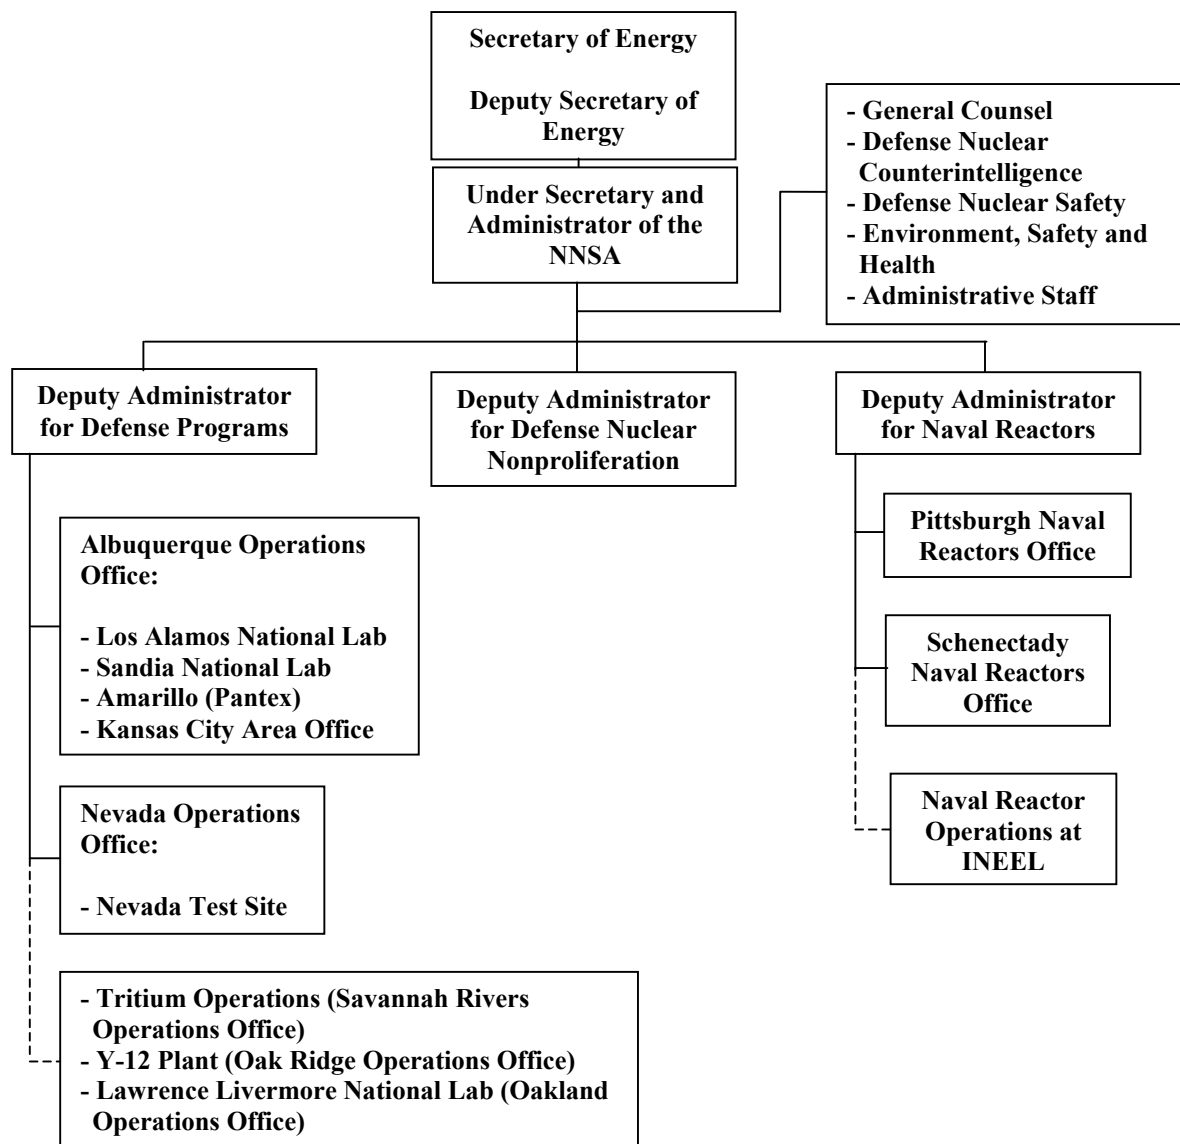 Secretary of Energy
Deputy Secretary of
Energy
- General Counsel
- Defense Nuclear
Counterintelligence
- Defense Nuclear Safety
- Environment, Safety and
Health
- Administrative Staff
Under Secretary and
Administrator of the
NNSA
Deputy Administrator
for Defense Programs
Deputy Administrator
for Defense Nuclear
Nonproliferation
Deputy Administrator
for Naval Reactors
Albuquerque Operations
Office:
- Los Alamos National Lab
- Sandia National Lab
- Amarillo (Pantex)
- Kansas City Area Office
Nevada Operations
Office:
- Nevada Test Site
- Tritium Operations (Savannah Rivers
Operations Office)
- Y-12 Plant (Oak Ridge Operations Office)
- Lawrence Livermore National Lab (Oakland
Operations Office)
Pittsburgh Naval
Reactors Office
Schenectady
Naval Reactors
Office
Naval Reactor
Operations at
INEEL